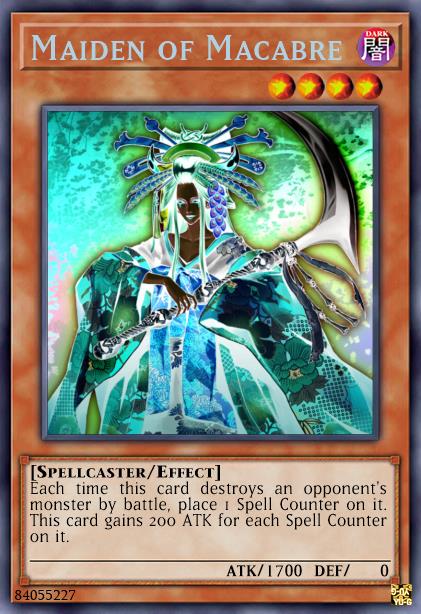 Maiden of Macabre
DARK
闇
[Spellcaster/Effect]
Each time this card destroys an opponent's
monster by battle, place 1 Spell Counter on it.
This card gains 200 ATK for each Spell Counter
on it.
ATK/1700 DEF/ 0
84055227